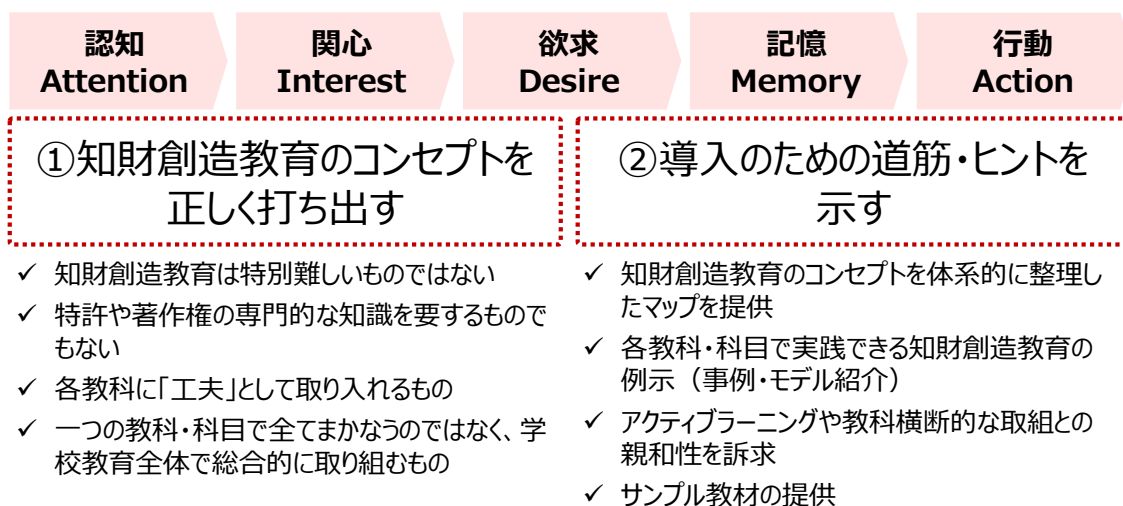 認知
Attention
関心
Interest
欲求
Desire
記憶
Memory
行動
Action
①知財創造教育のコンセプトを
正しく打ち出す
✓ 知財創造教育は特別難しいものではない
✓ 特許や著作権の専門的な知識を要するもので
もない
✓ 各教科に「工夫」として取り入れるもの
✓ 一つの教科・科目で全てまかなうのではなく、学
校教育全体で総合的に取り組むもの
②導入のための道筋・ヒントを
示す
✓ 知財創造教育のコンセプトを体系的に整理し
たマップを提供
✓ 各教科・科目で実践できる知財創造教育の
例示（事例・モデル紹介）
✓ アクティブラーニングや教科横断的な取組との
親和性を訴求
✓ サンプル教材の提供